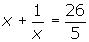 x + 1/x = 26/5